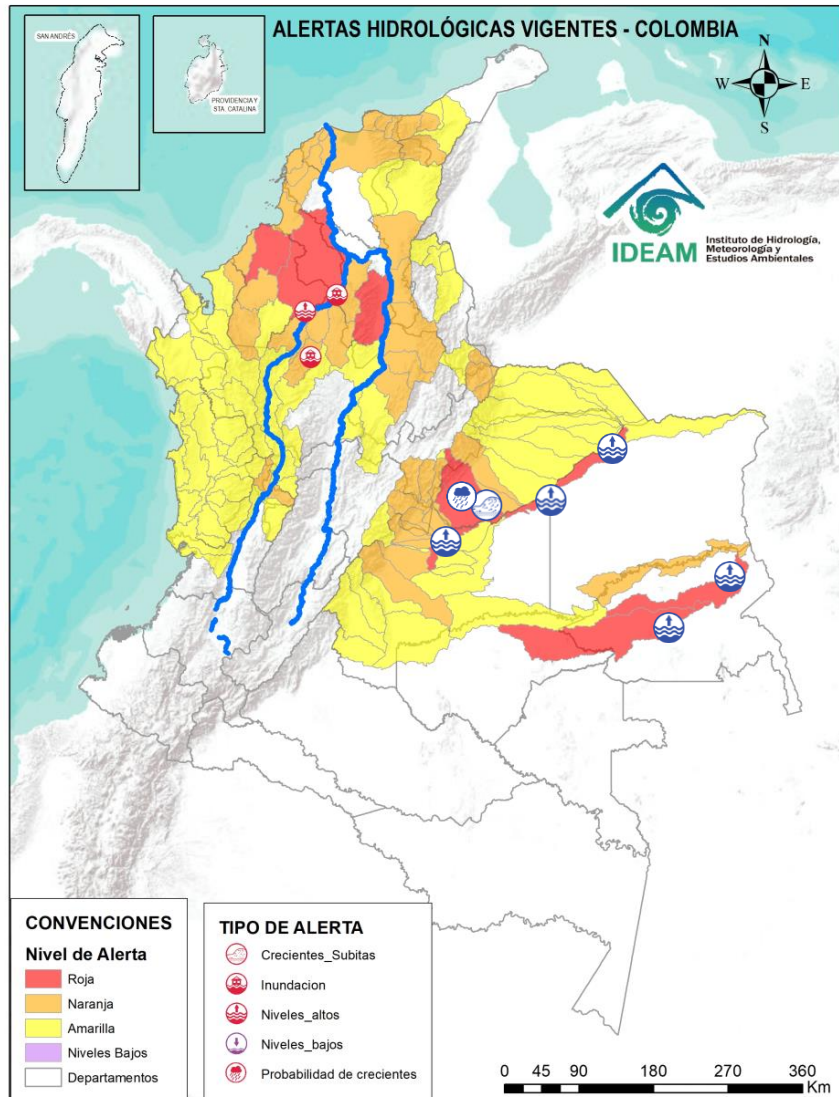 ALERTAS HIDROLÓGICAS VIGENTES - COLOMBIA
SAN ANDRÉS
PROVIDENCIA Y
STA. CATALINA
N
W
E
S
IDEAM
Instituto de Hidrología,
Meteorología y
Estudios Ambientales
CONVENCIONES
Nivel de Alerta
Roja
Naranja
Amarilla
Niveles Bajos
Departamentos
TIPO DE ALERTA
Crecientes_Subitas
Inundacion
Niveles_altos
Niveles_bajos
Probabilidad de crecientes
0 45 90 180 270 360
Km